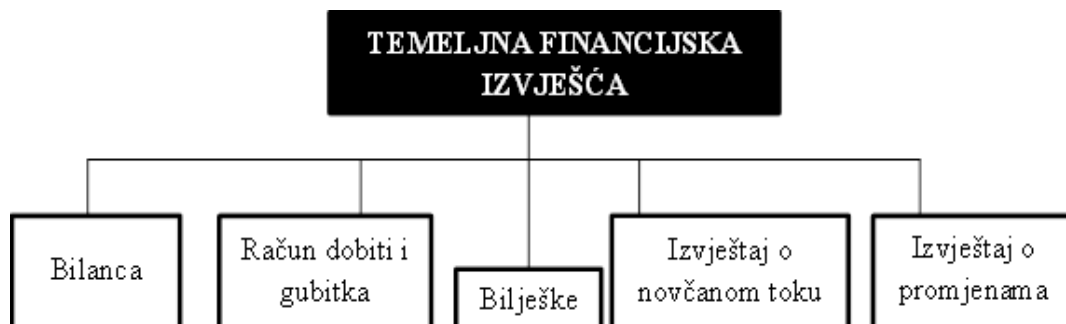 TEMELJNA FINANCIJSKA
IZVJEŠĆA
Bilanca
Račun dobiti i
gubitka
Bilješke
Izvještaj o
novčanom toku
Izvještaj o
promjenama